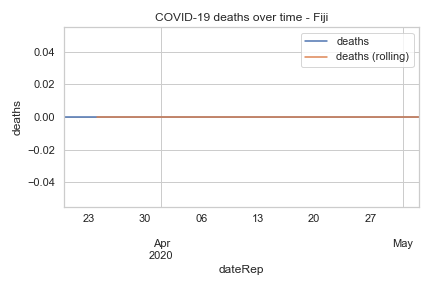 COVID-19 deaths over time - Fiji
deaths
deaths (rolling)
0.04
0.02
0.00
−0.02
−0.04
deaths
23 30 06 13 20 27
Apr May
2020
dateRep